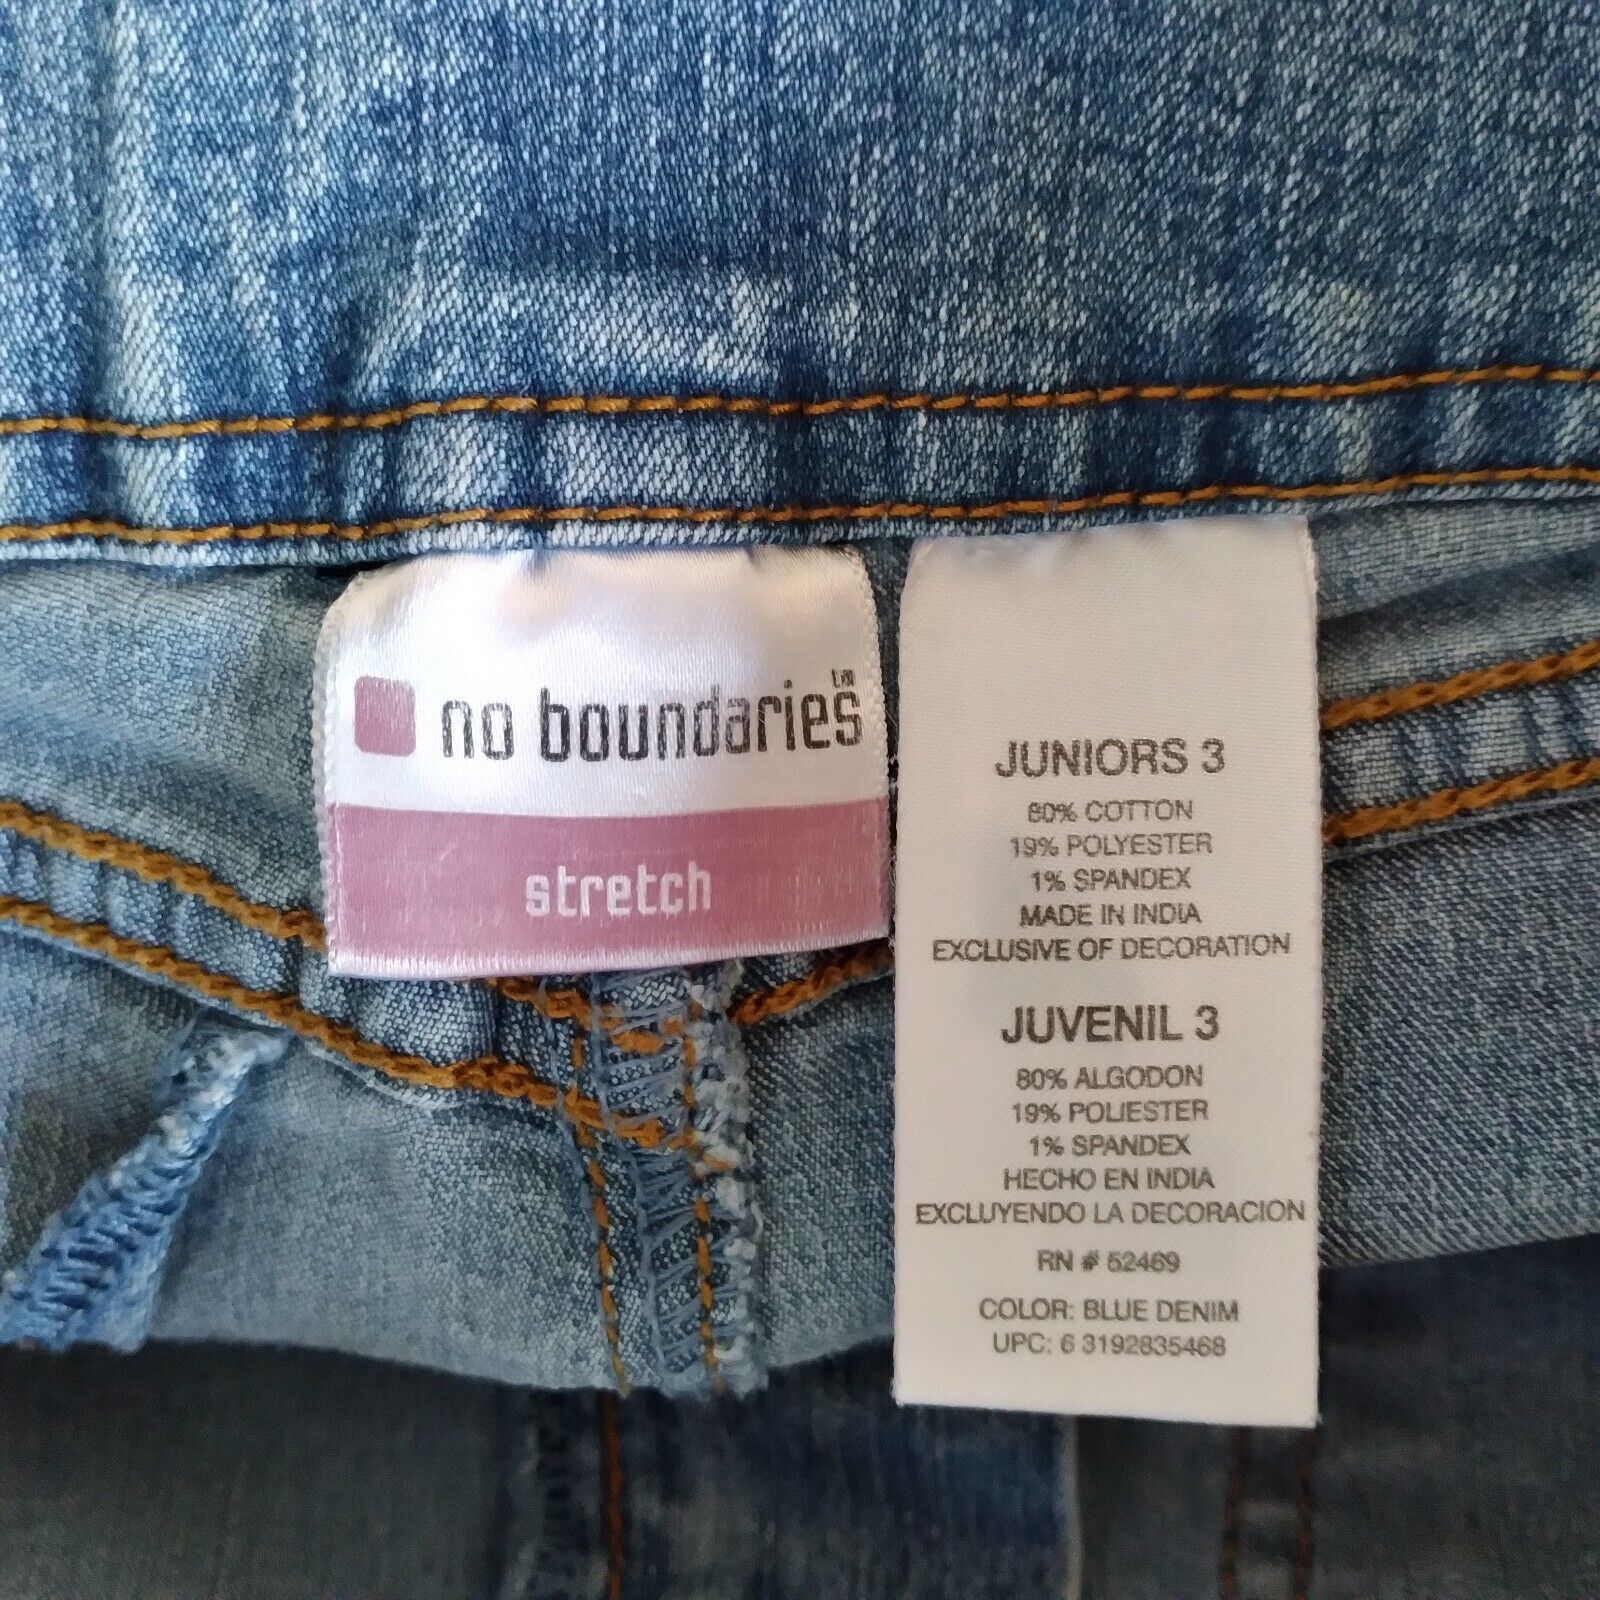 no boundaries
stretch
JUNIORS 3
80% COTTON
19% POLYESTER
1% SPANDEX
MADE IN INDIA
EXCLUSIVE OF DECORATION
JUVENIL 3
80% ALGODON
19% POLIESTER
1% SPANDEX
HECHO EN INDIA
EXCLUYENDO LA DECORACION
RN # 52469
COLOR: BLUE DENIM
UPC: 6 3192835468